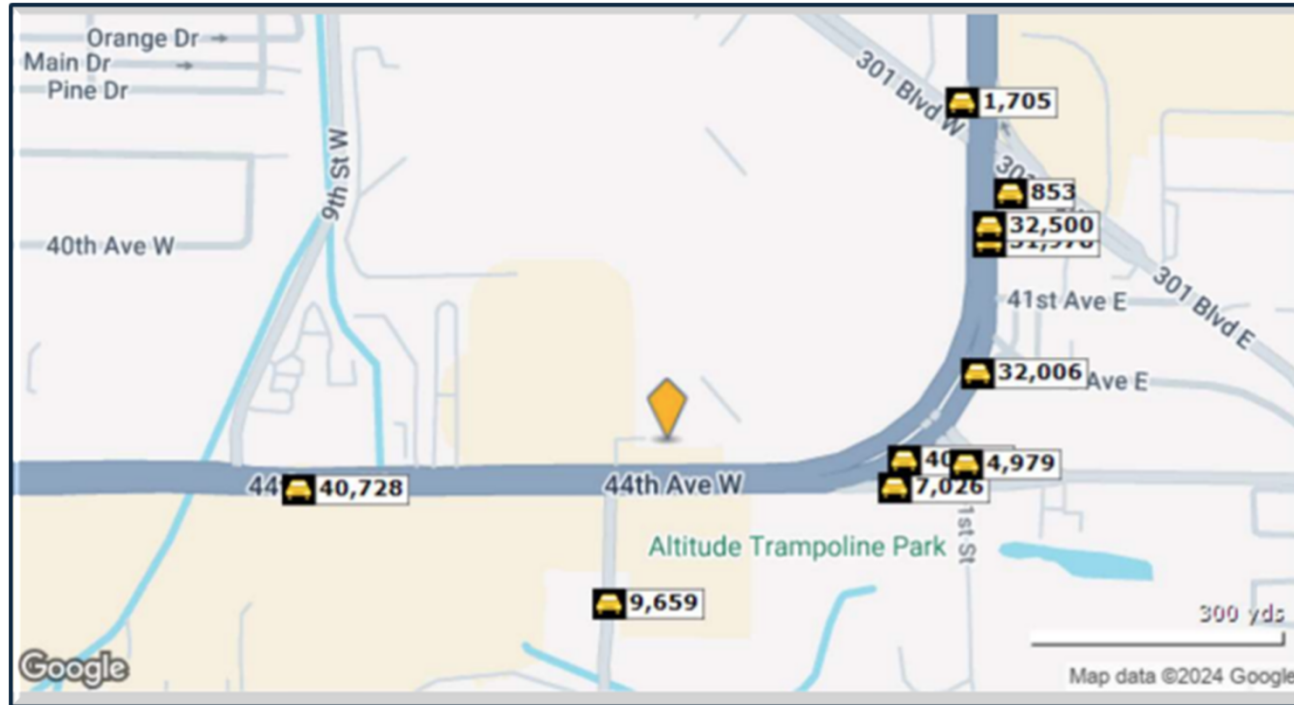 Orange Dr →
Main Dr →
Pine Dr
301 Blvd W
1,705
9th St W
853
32,500
40th Ave W
41st Ave E
301 Blvd E
32,006
Ave E
40
4,979
44
40,728
44th Ave W
7,026
1st St
Altitude Trampoline Park
9,659
300 yds
Google
Map data ©2024 Google